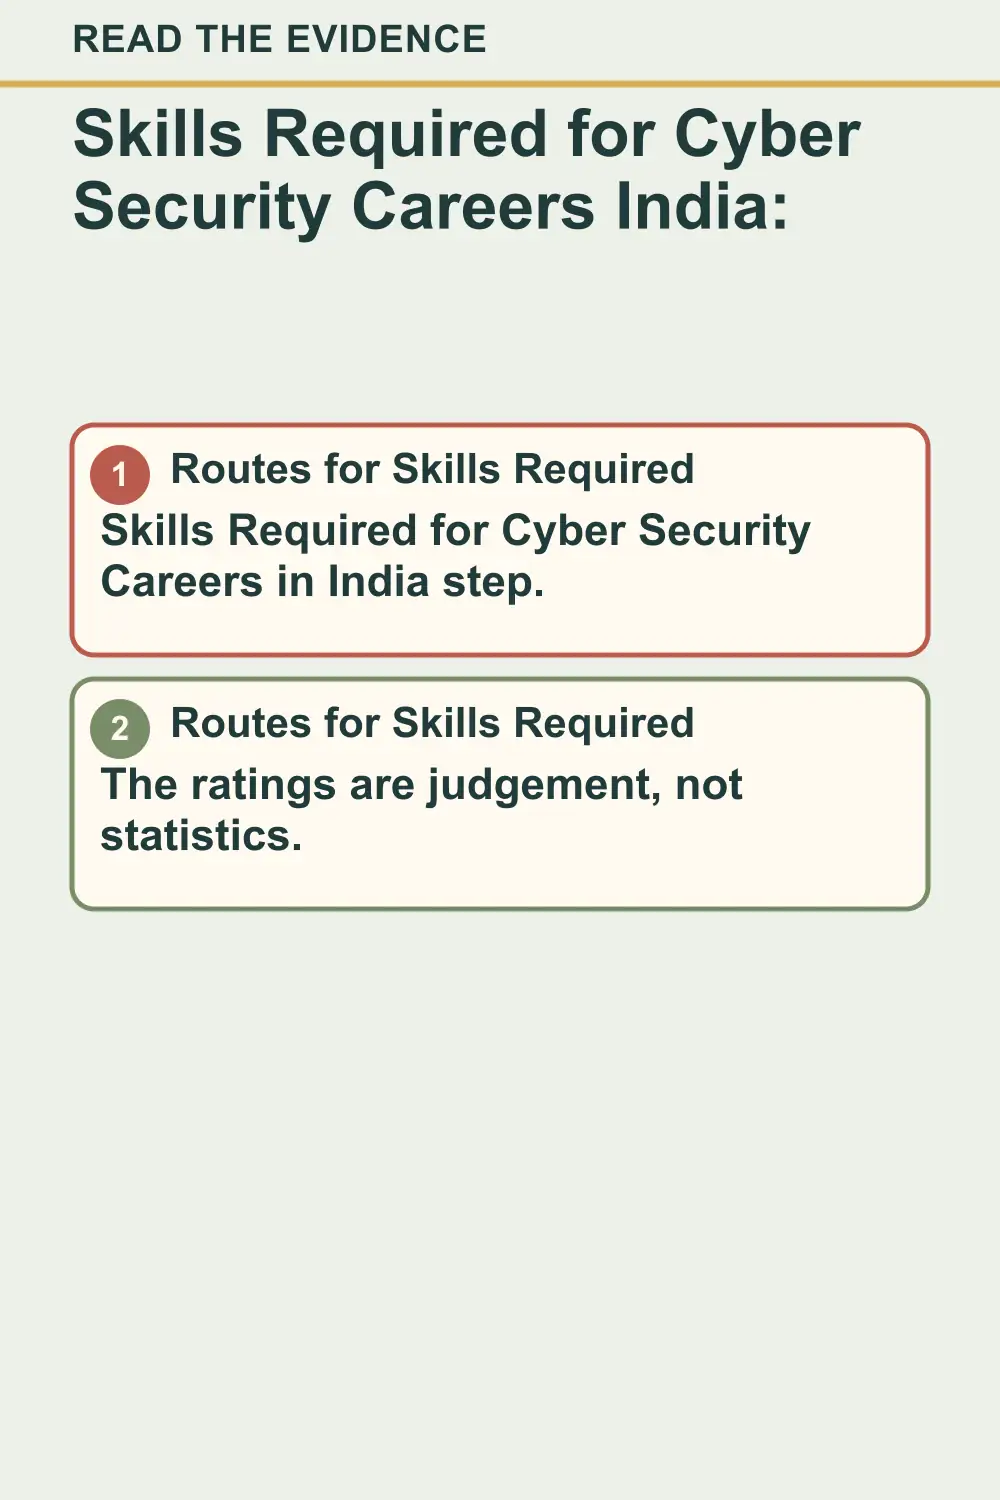 READ THE EVIDENCE
Skills Required for Cyber
Security Careers India:
1 Routes for Skills Required
Skills Required for Cyber Security
Careers in India step.
2 Routes for Skills Required
The ratings are judgement, not
statistics.